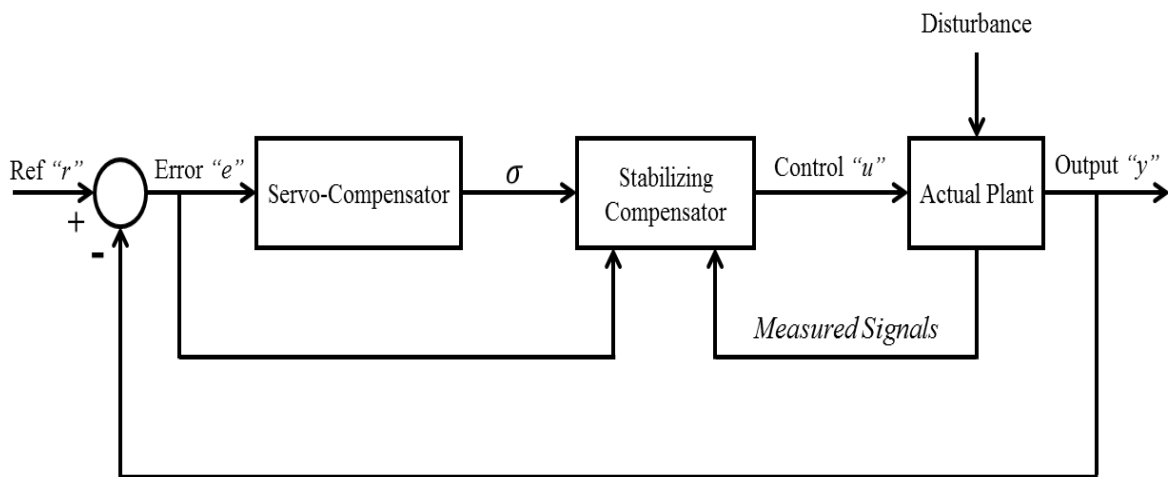 Disturbance
Ref “r”
Error “e”
Servo-Compensator
σ
Stabilizing
Compensator
Control “u”
Actual Plant
Output “y”
+
-
Measured Signals